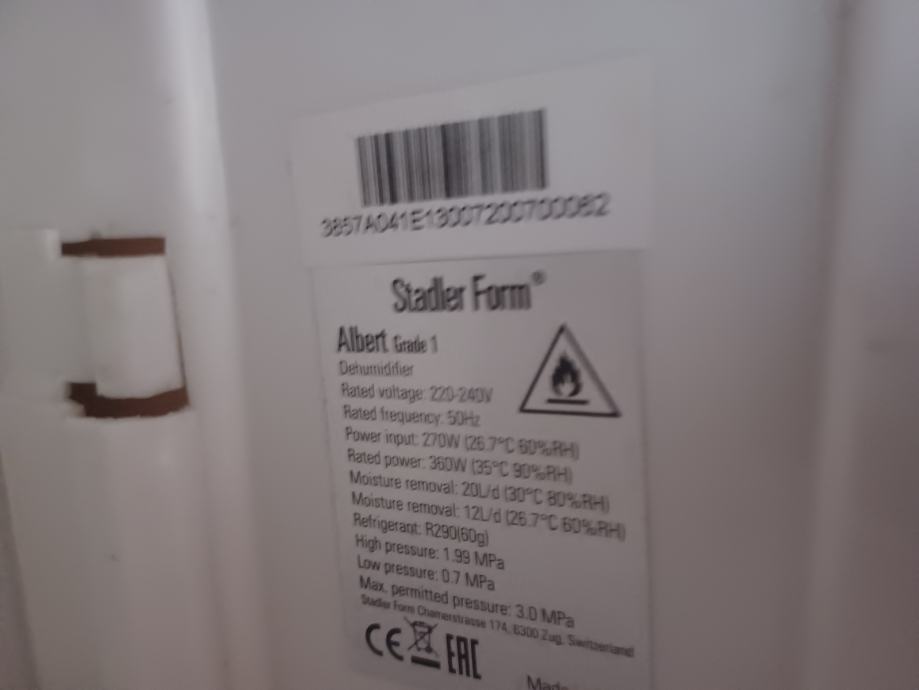 3857A041E13007200700062
Stadler Form®
Albert Grade 1
Dehumidifier
Rated voltage: 220-240V
Rated frequency: 50Hz
Power input: 270W (26.7°C 60%RH)
Rated power: 360W (35°C 90%RH)
Moisture removal: 20L/d (30°C 80%RH)
Moisture removal: 12L/d (26.7°C 60%RH)
Refrigerant: R290(60g)
High pressure: 1.99 MPa
Low pressure: 0.7 MPa
Max. permitted pressure: 3.0 MPa
Stadler Form Chamerstrasse 174, 6300 Zug, Switzerland
CE EAC
Made